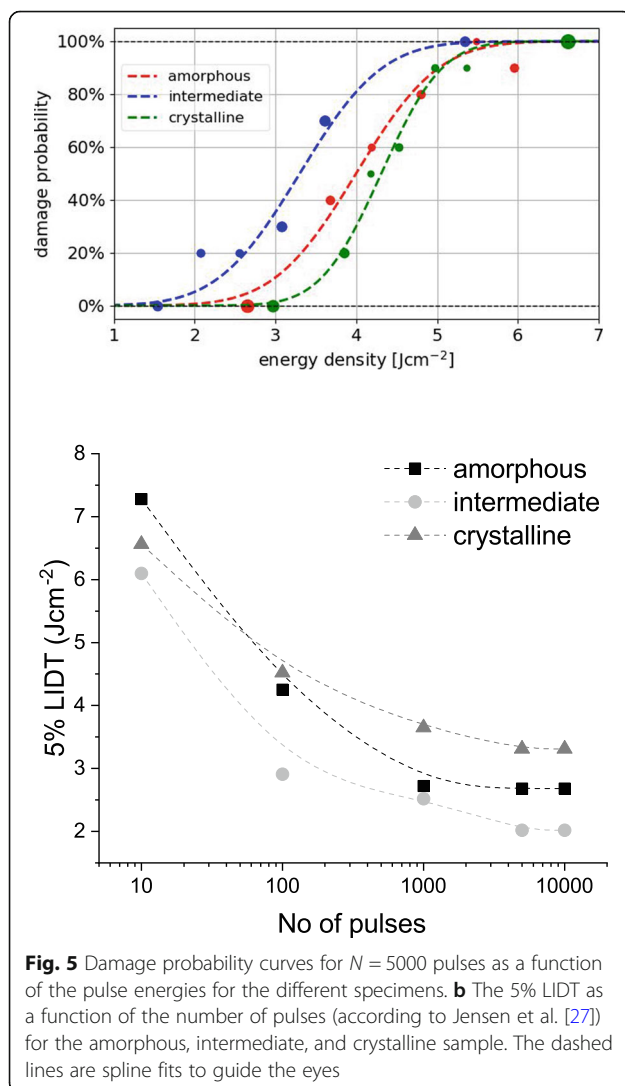 100%
80%
60%
40%
20%
0%
damage probability
amorphous
intermediate
crystalline
1 2 3 4 5 6 7
energy density [Jcm⁻²]
8
7
6
5
4
3
2
5% LIDT (Jcm⁻²)
amorphous
intermediate
crystalline
10 100 1000 10000
No of pulses
Fig. 5 Damage probability curves for N = 5000 pulses as a function
of the pulse energies for the different specimens. b The 5% LIDT as
a function of the number of pulses (according to Jensen et al. [27])
for the amorphous, intermediate, and crystalline sample. The dashed
lines are spline fits to guide the eyes